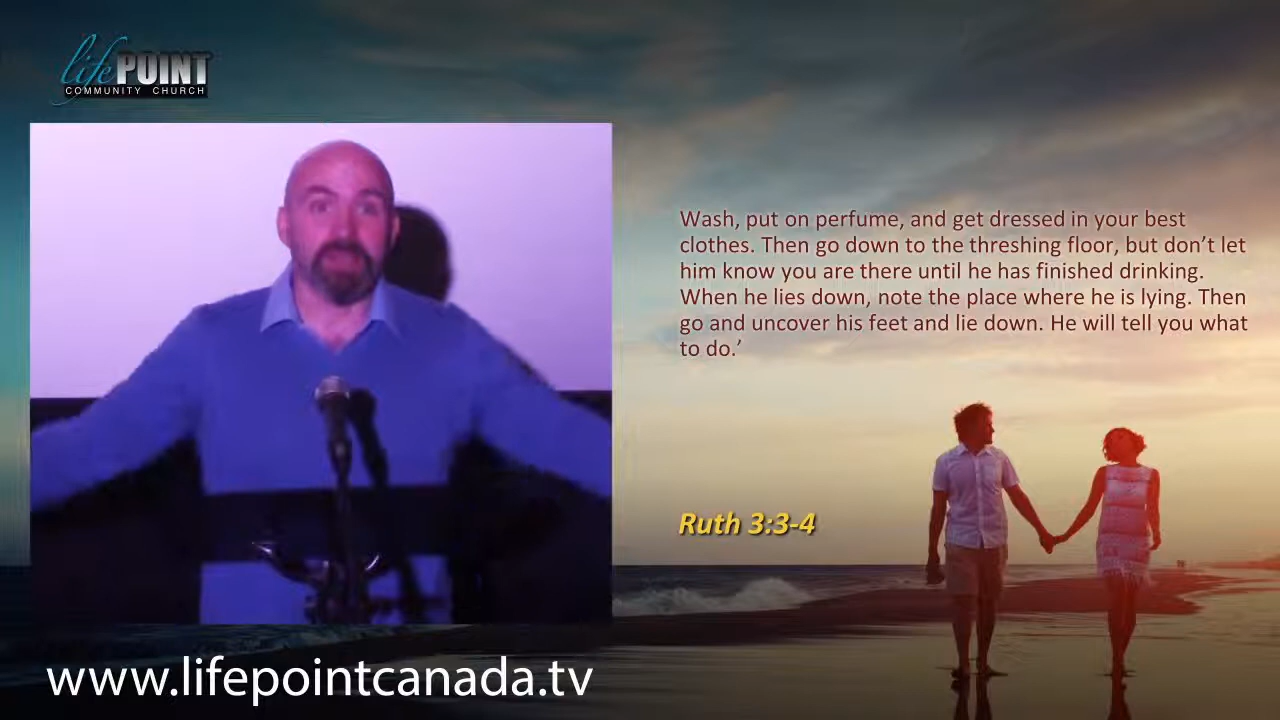 lifePOINT
COMMUNITY CHURCH
Wash, put on perfume, and get dressed in your best
clothes. Then go down to the threshing floor, but don’t let
him know you are there until he has finished drinking.
When he lies down, note the place where he is lying. Then
go and uncover his feet and lie down. He will tell you what
to do.’
Ruth 3:3-4
www.lifepointcanada.tv